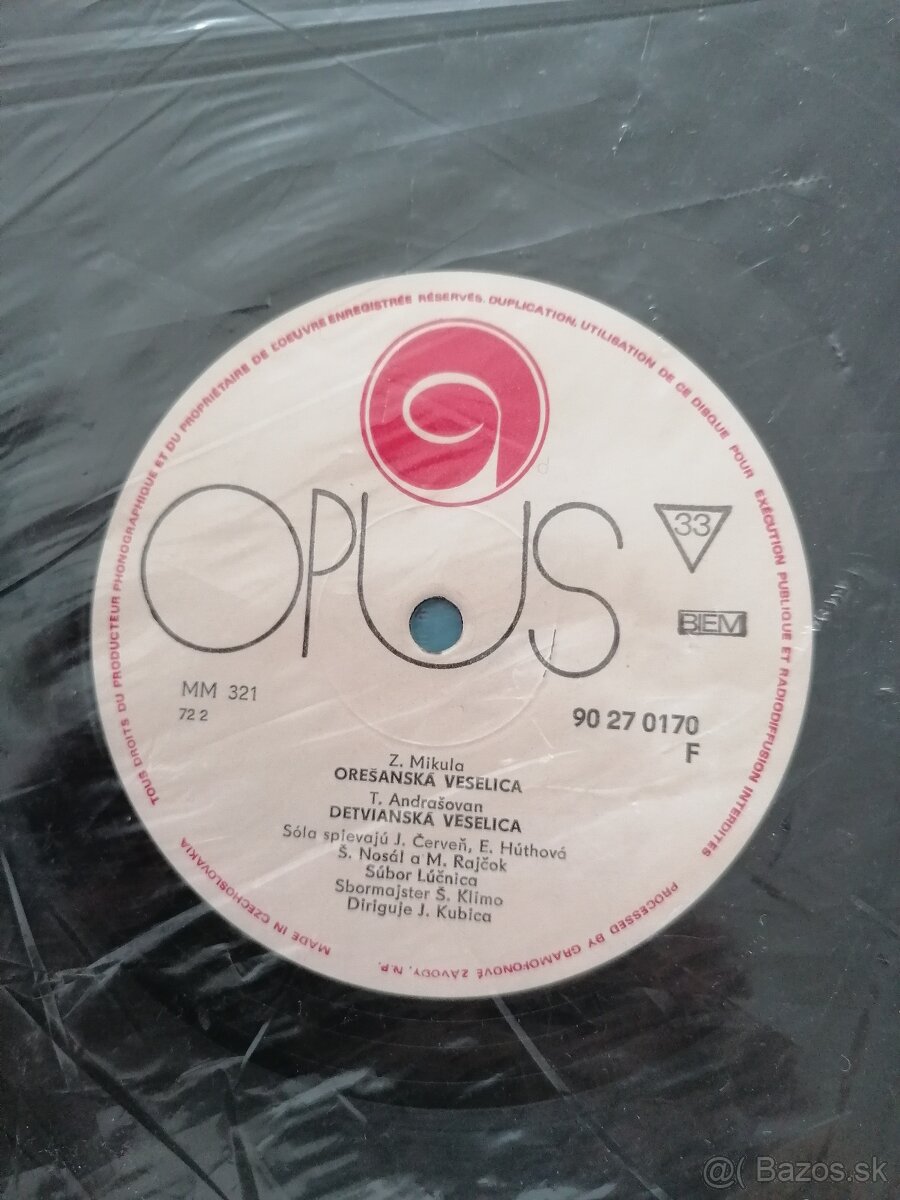 TOUS DROITS DU PRODUCTEUR PHONOGRAPHIQUE ET DU PROPRIÉTAIRE DE L'OEUVRE ENREGISTRÉE RÉSERVÉS. DUPLICATION, UTILISATION DE CE DISQUE POUR EXÉCUTION PUBLIQUE ET RADIODIFFUSION INTERDITES
OPUS
33
BIEM
MM 321
72 2
90 27 0170
F
Z. Mikula
OREŠANSKÁ VESELICA
T. Andrašovan
DETVIANSKÁ VESELICA
Sóla spievajú J. Červeň, E. Húthová
Š. Nosál a M. Rajčok
Súbor Lúčnica
Sbormajster Š. Klimo
Diriguje J. Kubica
PROCESSED BY GRAMOFONOVÉ ZÁVODY, N.P.
MADE IN CZECHOSLOVAKIA
@( Bazos.sk